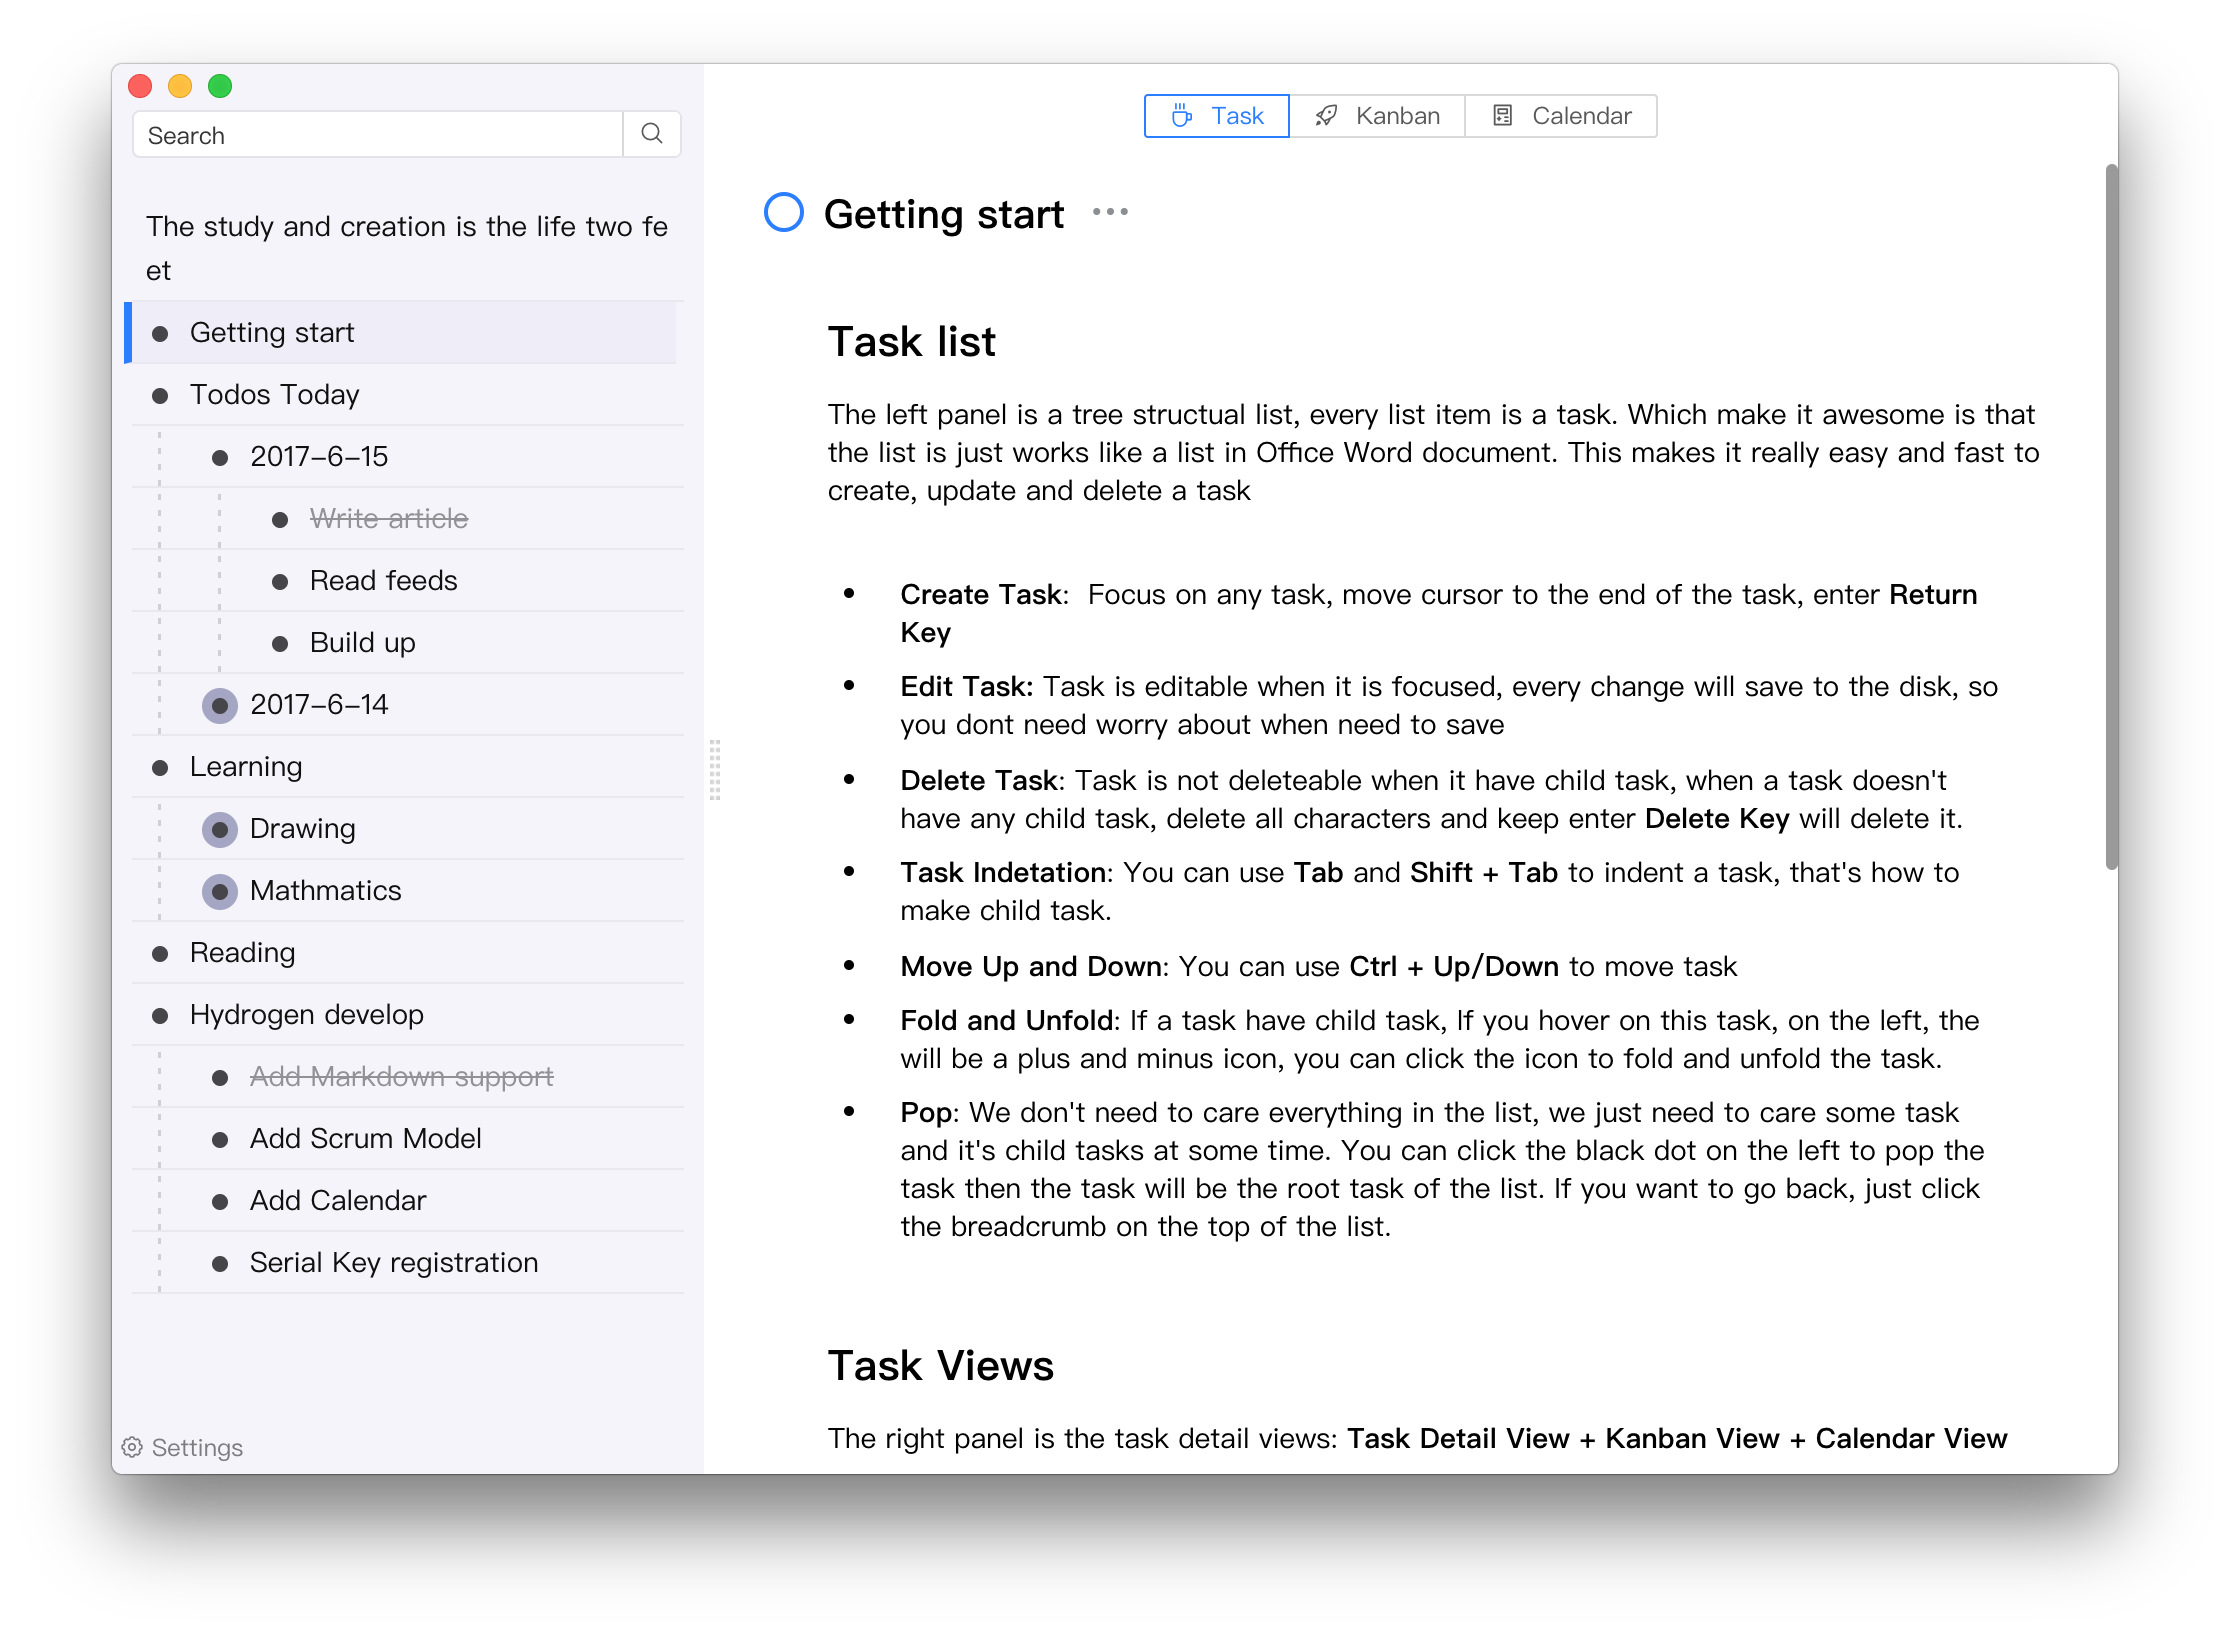 Search
The study and creation is the life two fe
et
Getting start
Todos Today
2017-6-15
Write article
Read feeds
Build up
2017-6-14
Learning
Drawing
Mathmatics
Reading
Hydrogen develop
Add Markdown support
Add Scrum Model
Add Calendar
Serial Key registration
Settings
Task Kanban Calendar
Getting start •••
Task list
The left panel is a tree structual list, every list item is a task. Which make it awesome is that
the list is just works like a list in Office Word document. This makes it really easy and fast to
create, update and delete a task
• Create Task:  Focus on any task, move cursor to the end of the task, enter Return
Key
• Edit Task: Task is editable when it is focused, every change will save to the disk, so
you dont need worry about when need to save
• Delete Task: Task is not deleteable when it have child task, when a task doesn't
have any child task, delete all characters and keep enter Delete Key will delete it.
• Task Indetation: You can use Tab and Shift + Tab to indent a task, that's how to
make child task.
• Move Up and Down: You can use Ctrl + Up/Down to move task
• Fold and Unfold: If a task have child task, If you hover on this task, on the left, the
will be a plus and minus icon, you can click the icon to fold and unfold the task.
• Pop: We don't need to care everything in the list, we just need to care some task
and it's child tasks at some time. You can click the black dot on the left to pop the
task then the task will be the root task of the list. If you want to go back, just click
the breadcrumb on the top of the list.
Task Views
The right panel is the task detail views: Task Detail View + Kanban View + Calendar View